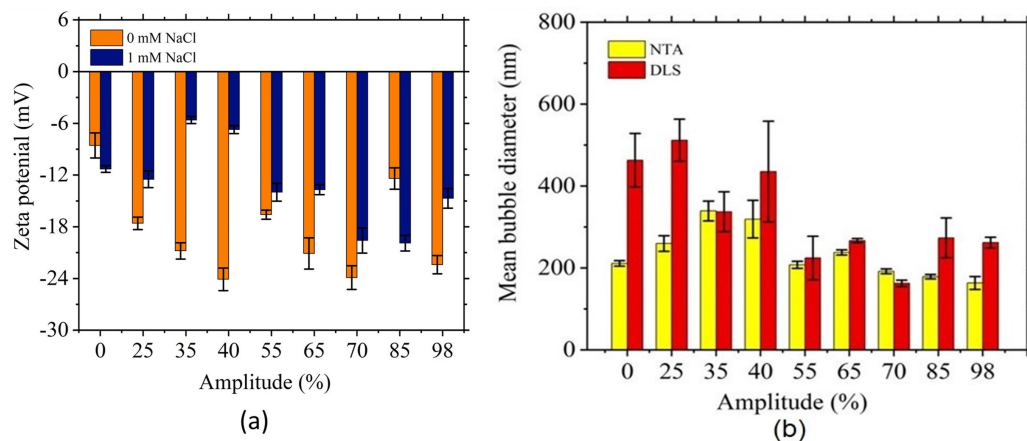 6
0
-6
-12
-18
-24
-30
Zeta potenial (mV)
0 mM NaCl
1 mM NaCl
0 25 35 40 55 65 70 85 98
Amplitude (%)
(a)
800
600
400
200
0
Mean bubble diameter (nm)
NTA
DLS
0 25 35 40 55 65 70 85 98
Amplitude (%)
(b)